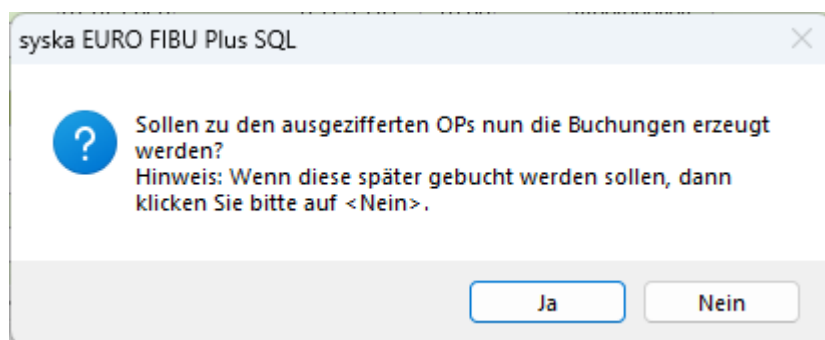 syska EURO FIBU Plus SQL
Sollen zu den ausgezifferten OPs nun die Buchungen erzeugt
werden?
Hinweis: Wenn diese später gebucht werden sollen, dann
klicken Sie bitte auf <Nein>.
Ja
Nein